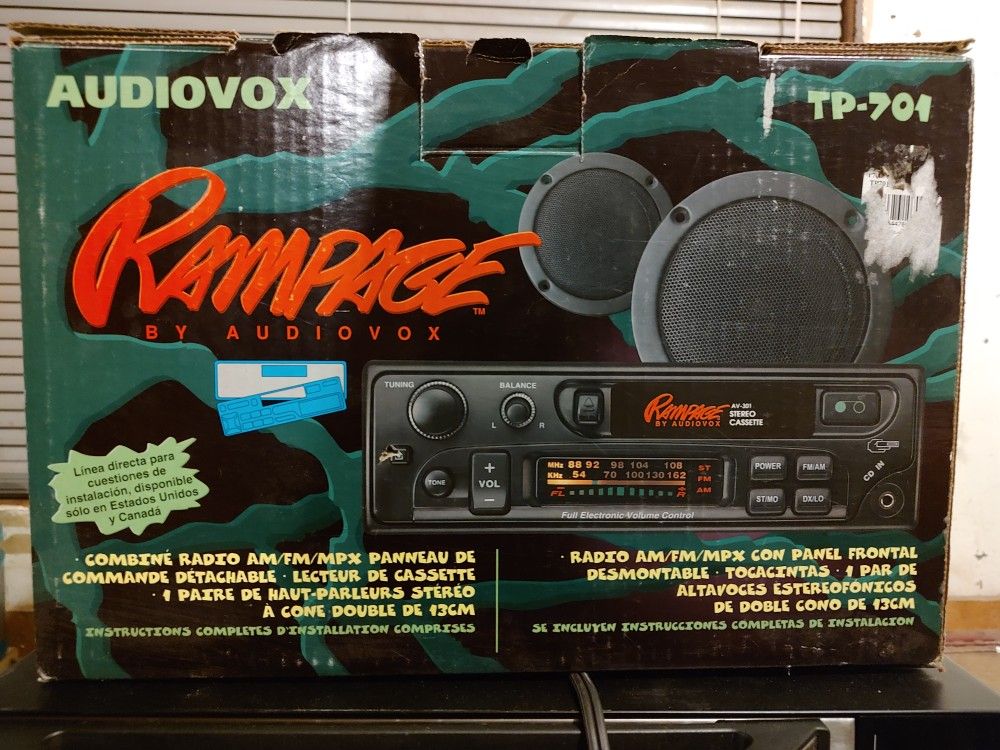 AUDIOVOX
TP-701
RAMPAGE™
BY AUDIOVOX
TUNING
BALANCE
L R
RAMPAGE
BY AUDIOVOX
AV-301
STEREO
CASSETTE
TONE
+
VOL
–
MHz 88 92 98 104 108
KHz 54 70 100 130 162
ST
FM
AM
FL R
POWER
FM/AM
ST/MO
DX/LO
CD IN
Full Electronic Volume Control
Línea directa para
cuestiones de
instalación, disponible
sólo en Estados Unidos
y Canadá
· COMBINÉ RADIO AM/FM/MPX PANNEAU DE
COMMANDE DÉTACHABLE · LECTEUR DE CASSETTE
· 1 PAIRE DE HAUT-PARLEURS STÉRÉO
À CONE DOUBLE DE 13CM
INSTRUCTIONS COMPLETES D'INSTALLATION COMPRISES
· RADIO AM/FM/MPX CON PANEL FRONTAL
DESMONTABLE · TOCACINTAS · 1 PAR DE
ALTAVOCES ESTEREOFÓNICOS
DE DOBLE CONO DE 13CM
SE INCLUYEN INSTRUCCIONES COMPLETAS DE INSTALACION